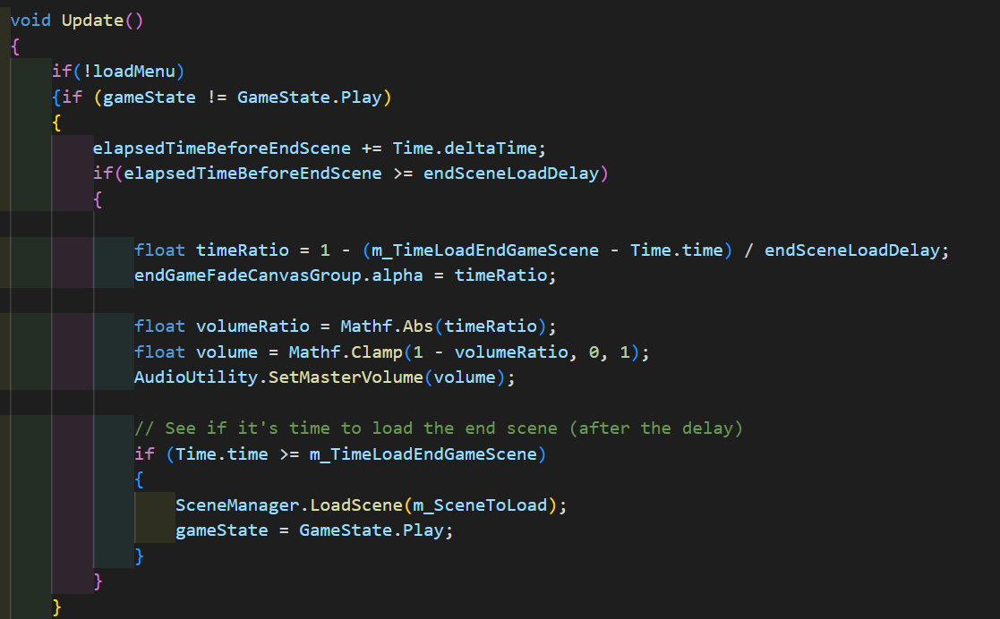 void Update()
{
if(!loadMenu)
{if (gameState != GameState.Play)
{
elapsedTimeBeforeEndScene += Time.deltaTime;
if(elapsedTimeBeforeEndScene >= endSceneLoadDelay)
{
float timeRatio = 1 - (m_TimeLoadEndGameScene - Time.time) / endSceneLoadDelay;
endGameFadeCanvasGroup.alpha = timeRatio;
float volumeRatio = Mathf.Abs(timeRatio);
float volume = Mathf.Clamp(1 - volumeRatio, 0, 1);
AudioUtility.SetMasterVolume(volume);
// See if it's time to load the end scene (after the delay)
if (Time.time >= m_TimeLoadEndGameScene)
{
SceneManager.LoadScene(m_SceneToLoad);
gameState = GameState.Play;
}
}
}